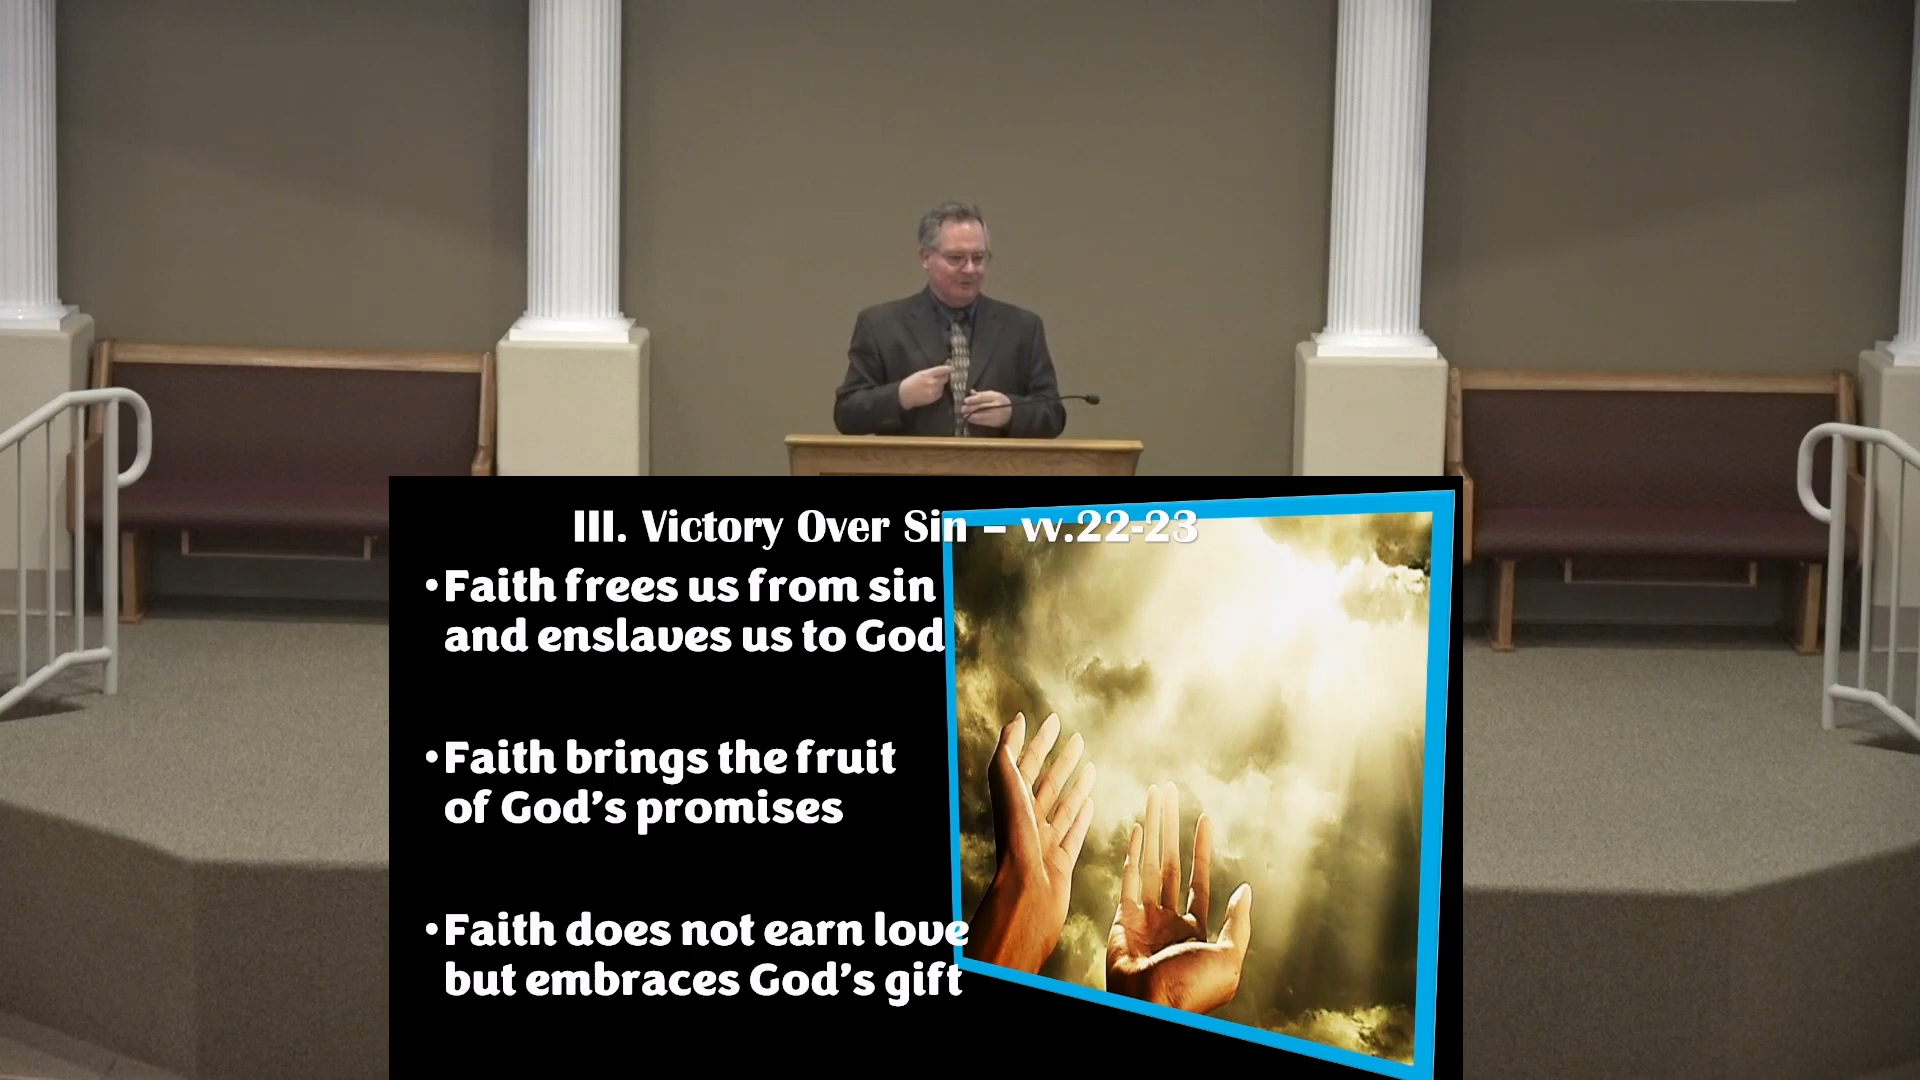 III. Victory Over Sin – vv.22-23
•Faith frees us from sin
and enslaves us to God
•Faith brings the fruit
of God’s promises
•Faith does not earn love
but embraces God’s gift